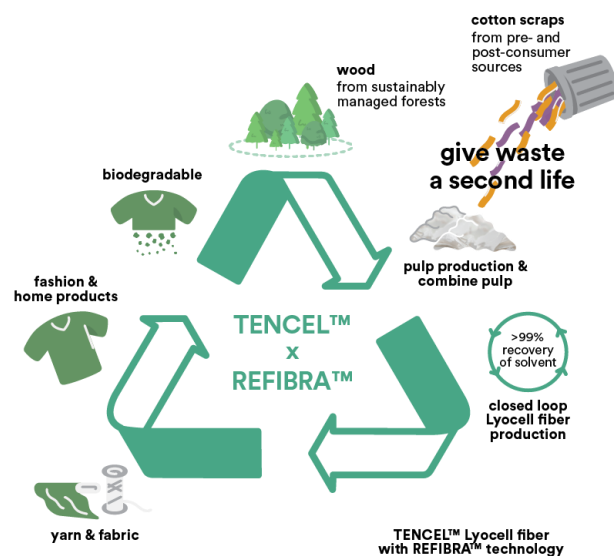 cotton scraps
from pre- and
post-consumer
sources
wood
from sustainably
managed forests
give waste
a second life
biodegradable
pulp production &
combine pulp
fashion &
home products
TENCEL™
x
REFIBRA™
>99%
recovery
of solvent
closed loop
Lyocell fiber
production
yarn & fabric
TENCEL™ Lyocell fiber
with REFIBRA™ technology